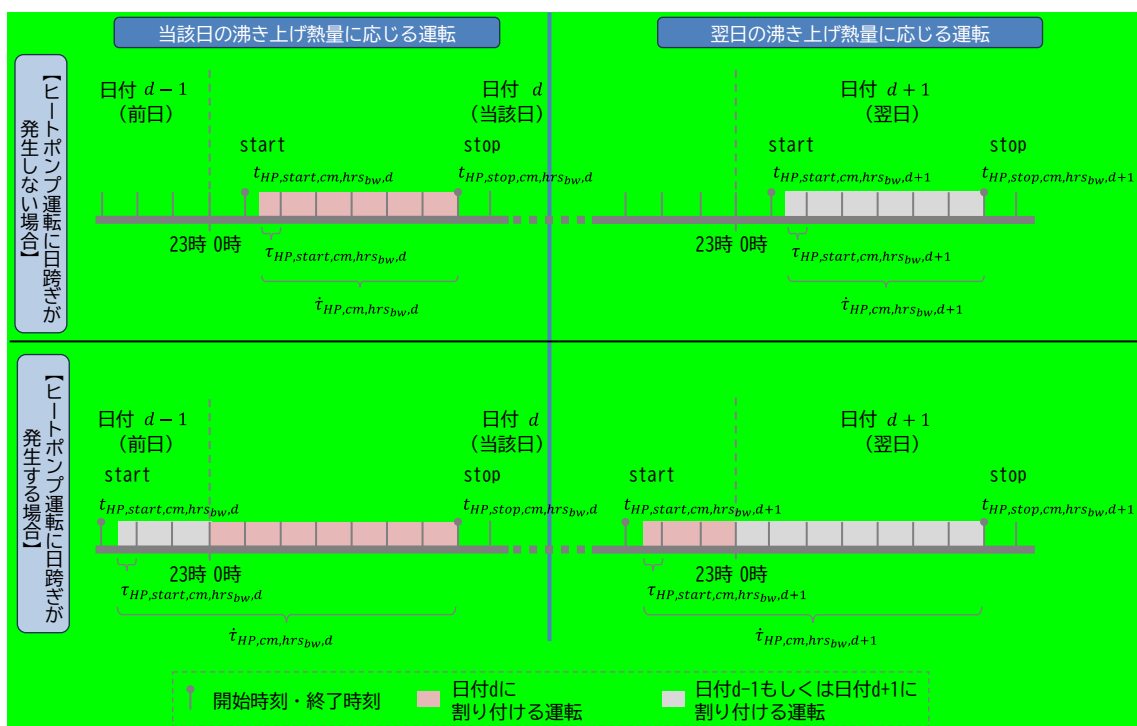 当該日の沸き上げ熱量に応じる運転
翌日の沸き上げ熱量に応じる運転
【ヒートポンプ運転に日跨ぎが
発生しない場合】
日付 d − 1
(前日)
日付 d
(当該日)
日付 d + 1
(翌日)
start
stop
start
stop
t_{HP,start,cm,hrs_{bw},d}
t_{HP,stop,cm,hrs_{bw},d}
t_{HP,start,cm,hrs_{bw},d+1}
t_{HP,stop,cm,hrs_{bw},d+1}
23時 0時
23時 0時
τ_{HP,start,cm,hrs_{bw},d}
τ_{HP,start,cm,hrs_{bw},d+1}
τ̇_{HP,cm,hrs_{bw},d}
τ̇_{HP,cm,hrs_{bw},d+1}
【ヒートポンプ運転に日跨ぎが
発生する場合】
日付 d − 1
(前日)
日付 d
(当該日)
日付 d + 1
(翌日)
start
stop
start
stop
t_{HP,start,cm,hrs_{bw},d}
t_{HP,stop,cm,hrs_{bw},d}
t_{HP,start,cm,hrs_{bw},d+1}
t_{HP,stop,cm,hrs_{bw},d+1}
23時 0時
23時 0時
τ_{HP,start,cm,hrs_{bw},d}
τ_{HP,start,cm,hrs_{bw},d+1}
τ̇_{HP,cm,hrs_{bw},d}
τ̇_{HP,cm,hrs_{bw},d+1}
開始時刻・終了時刻
日付dに
割り付ける運転
日付d-1もしくは日付d+1に
割り付ける運転